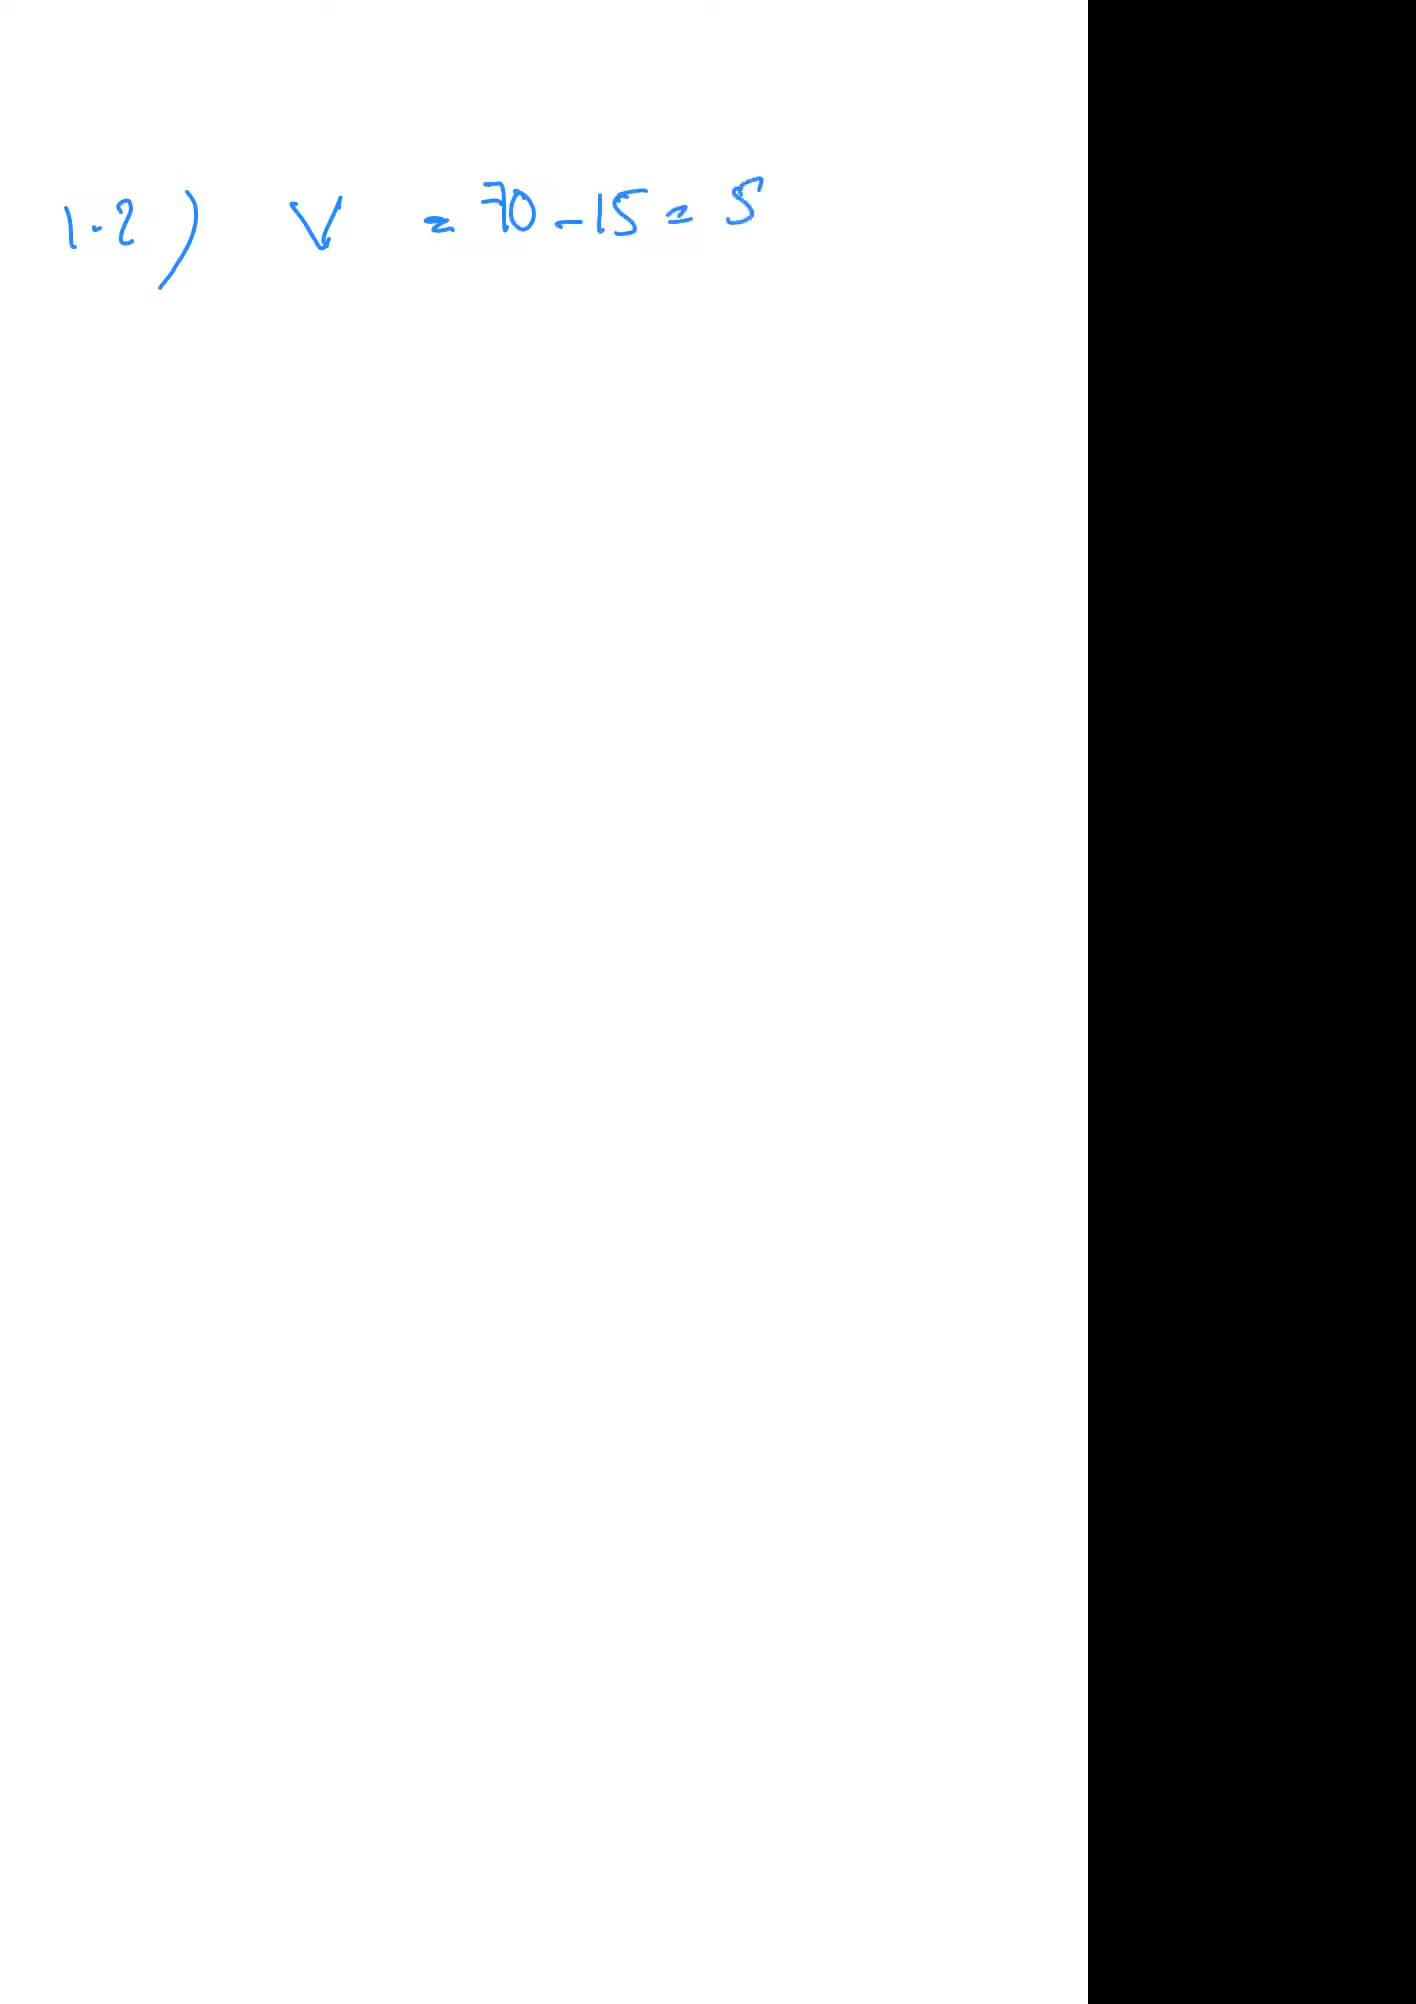 1.2) V = 70 - 15 = 5